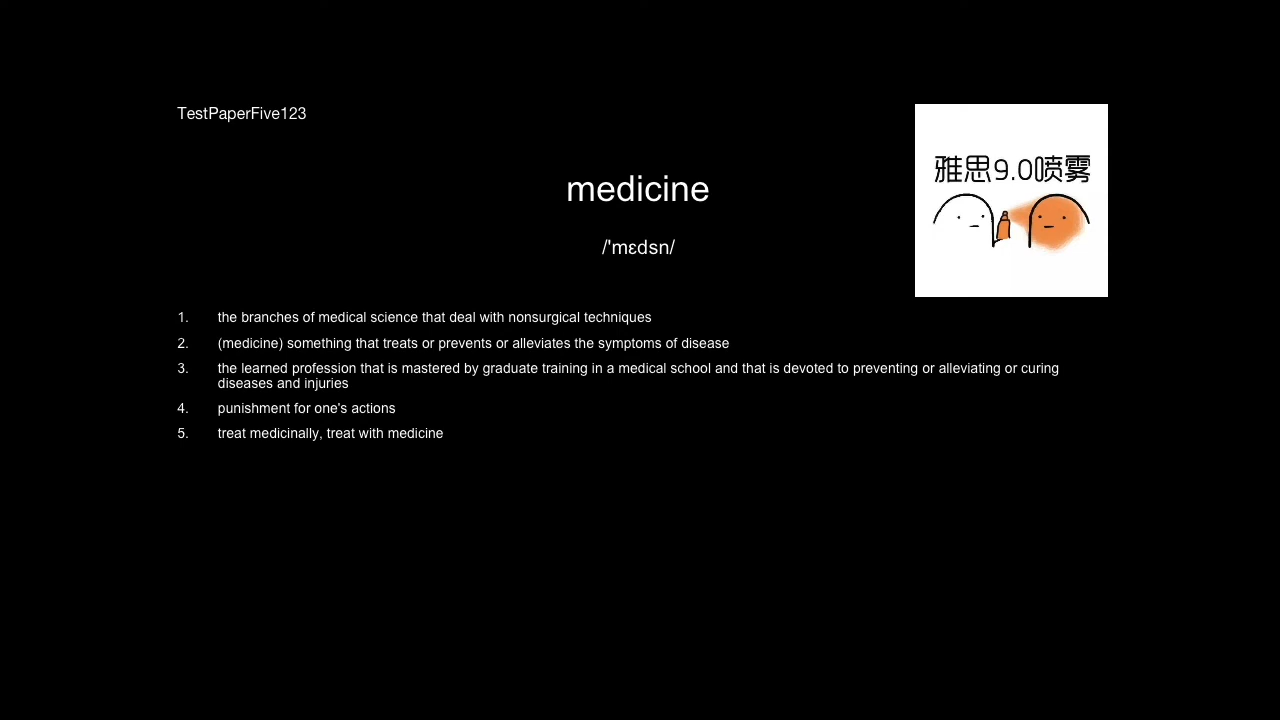 TestPaperFive123
雅思9.0喷雾
medicine
/'mɛdsn/
1. the branches of medical science that deal with nonsurgical techniques
2. (medicine) something that treats or prevents or alleviates the symptoms of disease
3. the learned profession that is mastered by graduate training in a medical school and that is devoted to preventing or alleviating or curing
diseases and injuries
4. punishment for one's actions
5. treat medicinally, treat with medicine